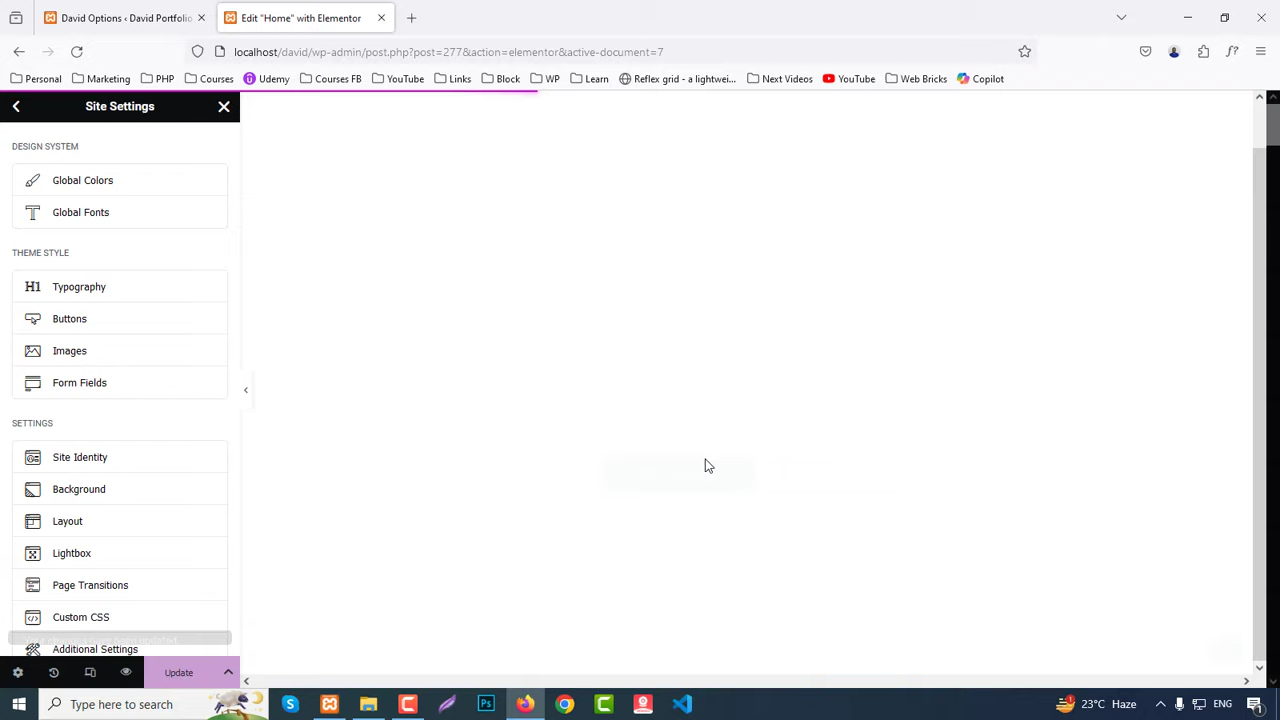 David Options ‹ David Portfolio
Edit "Home" with Elementor
localhost/david/wp-admin/post.php?post=277&action=elementor&active-document=7
Personal
Marketing
PHP
Courses
Udemy
Courses FB
YouTube
Links
Block
WP
Learn
Reflex grid - a lightwei...
Next Videos
YouTube
Web Bricks
Copilot
Site Settings
DESIGN SYSTEM
Global Colors
Global Fonts
THEME STYLE
H1 Typography
Buttons
Images
Form Fields
SETTINGS
Site Identity
Background
Layout
Lightbox
Page Transitions
Custom CSS
Additional Settings
Update
Type here to search
23°C Haze
ENG